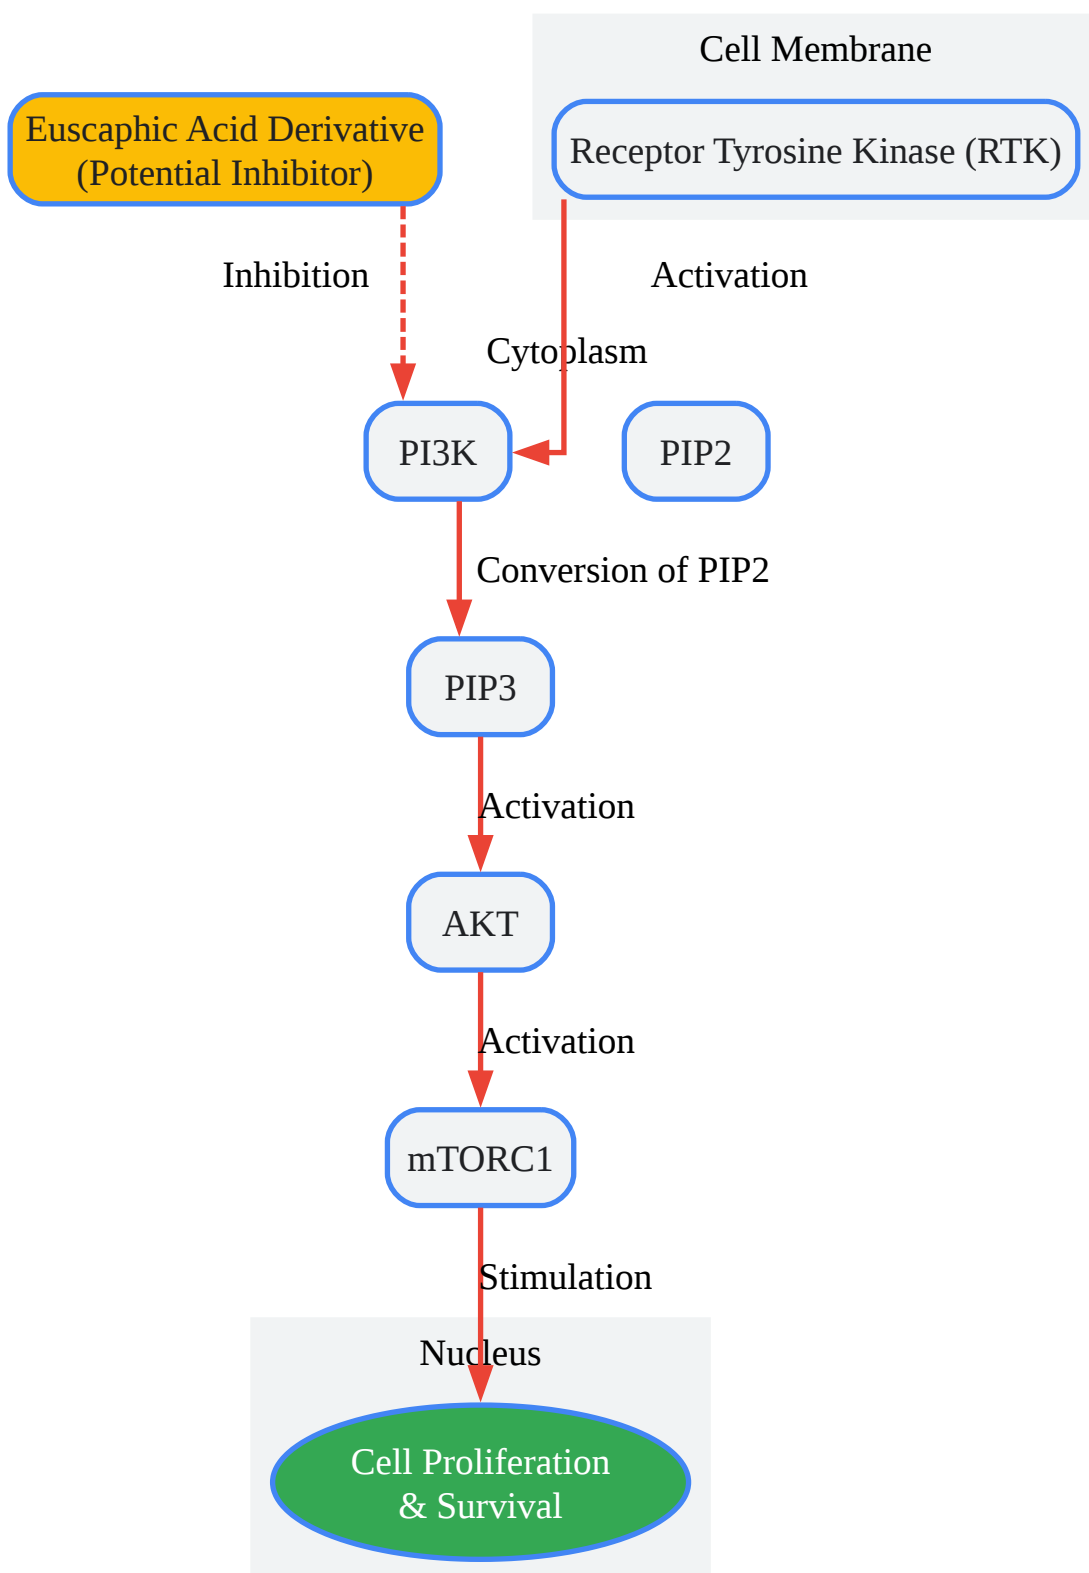 Cell Membrane
Euscaphic Acid Derivative
(Potential Inhibitor)
Receptor Tyrosine Kinase (RTK)
Inhibition
Activation
Cytoplasm
PI3K
PIP2
Conversion of PIP2
PIP3
Activation
AKT
Activation
mTORC1
Stimulation
Nucleus
Cell Proliferation
& Survival